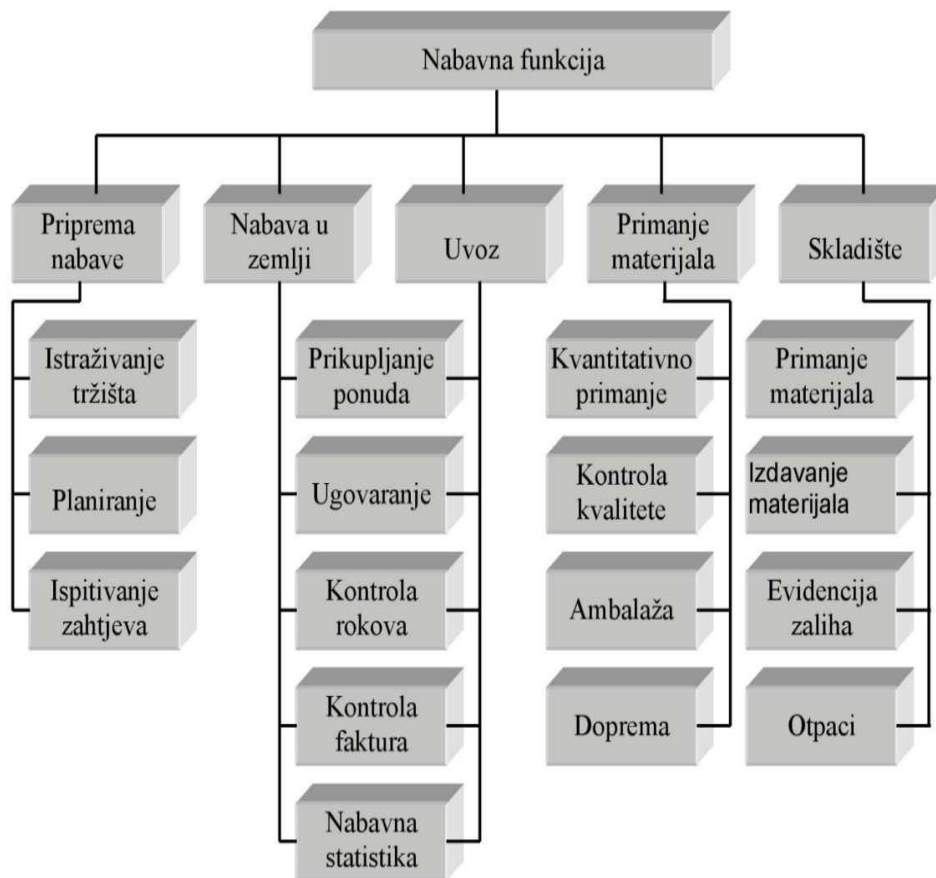 Nabavna funkcija
Priprema
nabave
Nabava u
zemlji
Uvoz
Primanje
materijala
Skladište
Istraživanje
tržišta
Planiranje
Ispitivanje
zahtjeva
Prikupljanje
ponuda
Ugovaranje
Kontrola
rokova
Kontrola
faktura
Nabavna
statistika
Kvantitativno
primanje
Kontrola
kvalitete
Ambalaža
Doprema
Primanje
materijala
Izdavanje
materijala
Evidencija
zaliha
Otpaci